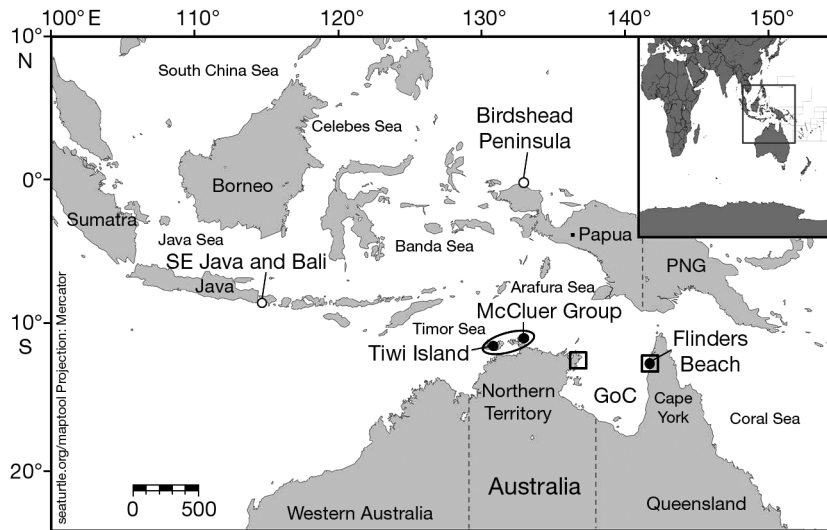 100°E 110° 120° 130° 140° 150°
10°
N
South China Sea
Celebes Sea
Birdshead
Peninsula
0°
Borneo
Sumatra
Papua
Java Sea
Banda Sea
SE Java and Bali
PNG
Java
Arafura Sea
McCluer Group
10°
S
Timor Sea
Tiwi Island
Flinders
Beach
Northern
Territory
GoC
Cape
York
Coral Sea
20°
0 500
Australia
Western Australia
Queensland
seaturtle.org/maptool Projection: Mercator